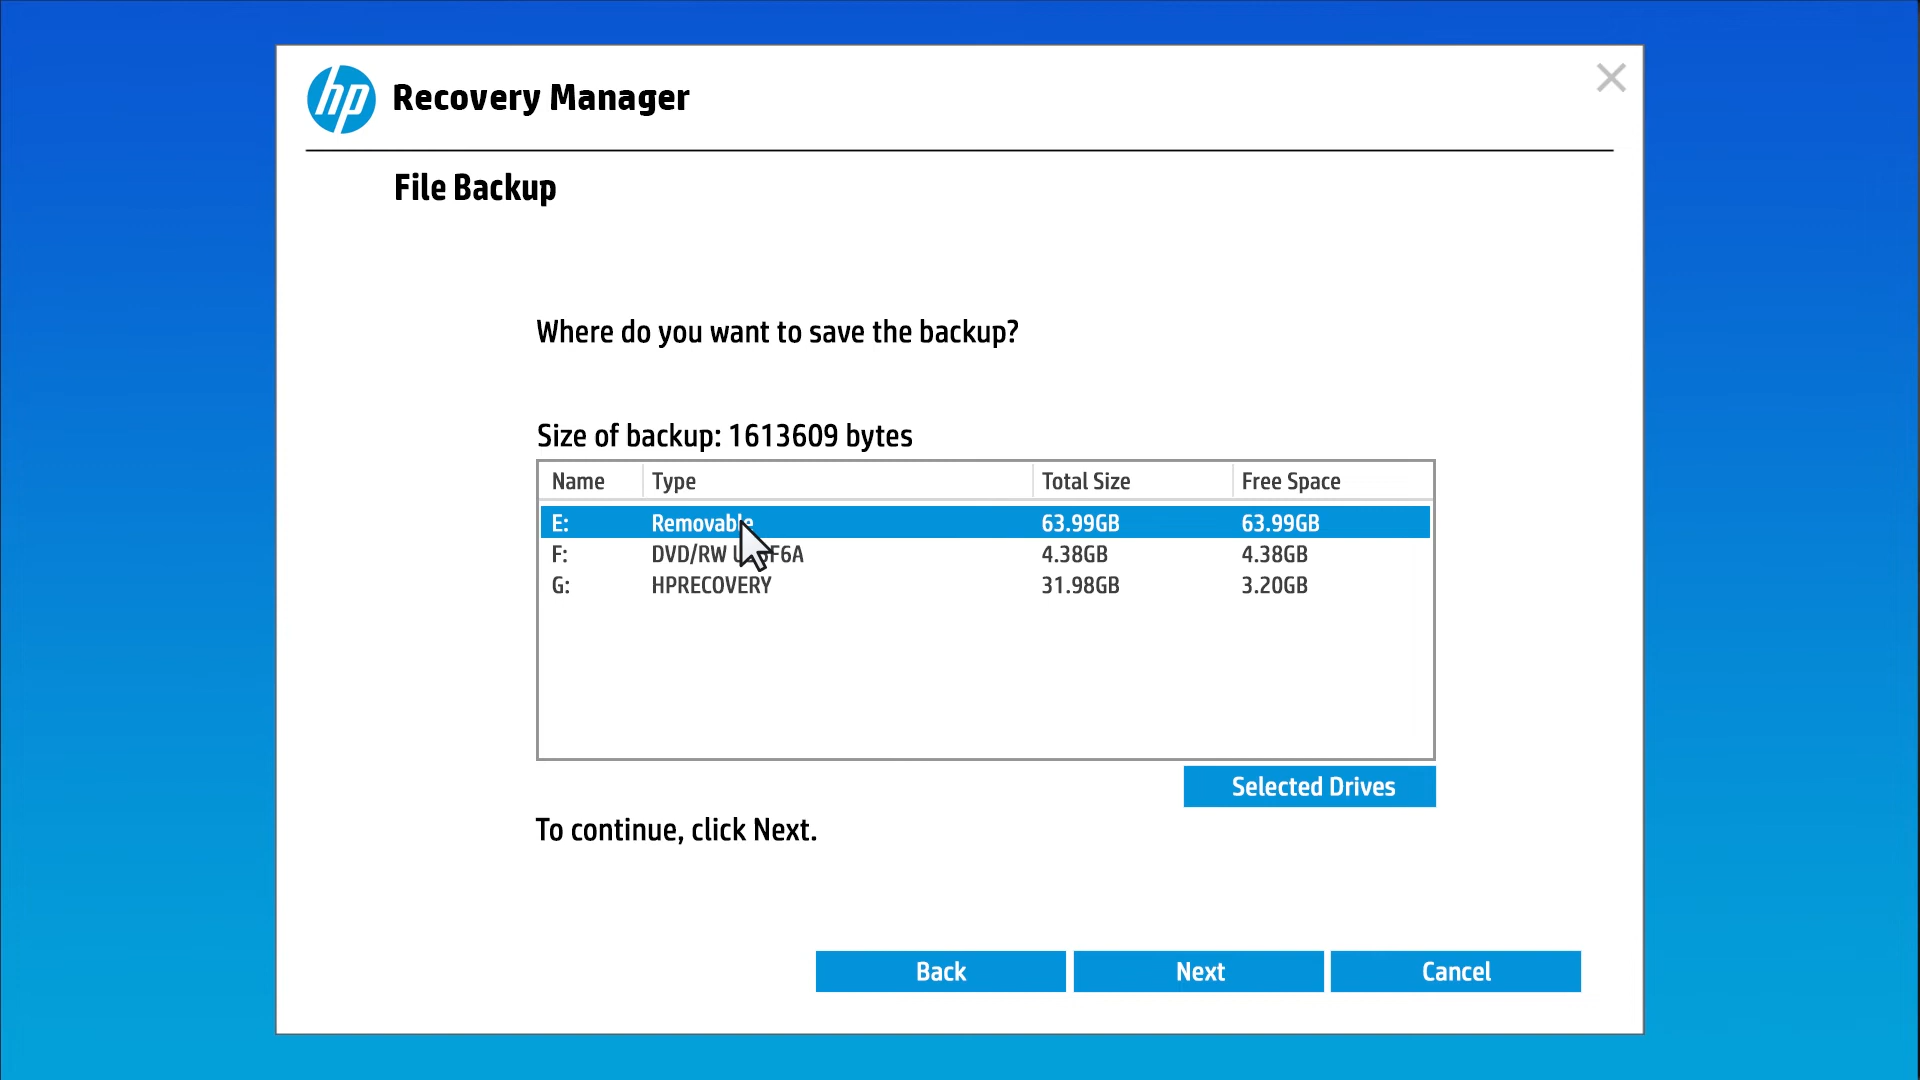 hp Recovery Manager
File Backup
Where do you want to save the backup?
Size of backup: 1613609 bytes
Name Type Total Size Free Space
E: Removable 63.99GB 63.99GB
F: DVD/RW 4.38GB 4.38GB
G: HPRECOVERY 31.98GB 3.20GB
Selected Drives
To continue, click Next.
Back Next Cancel